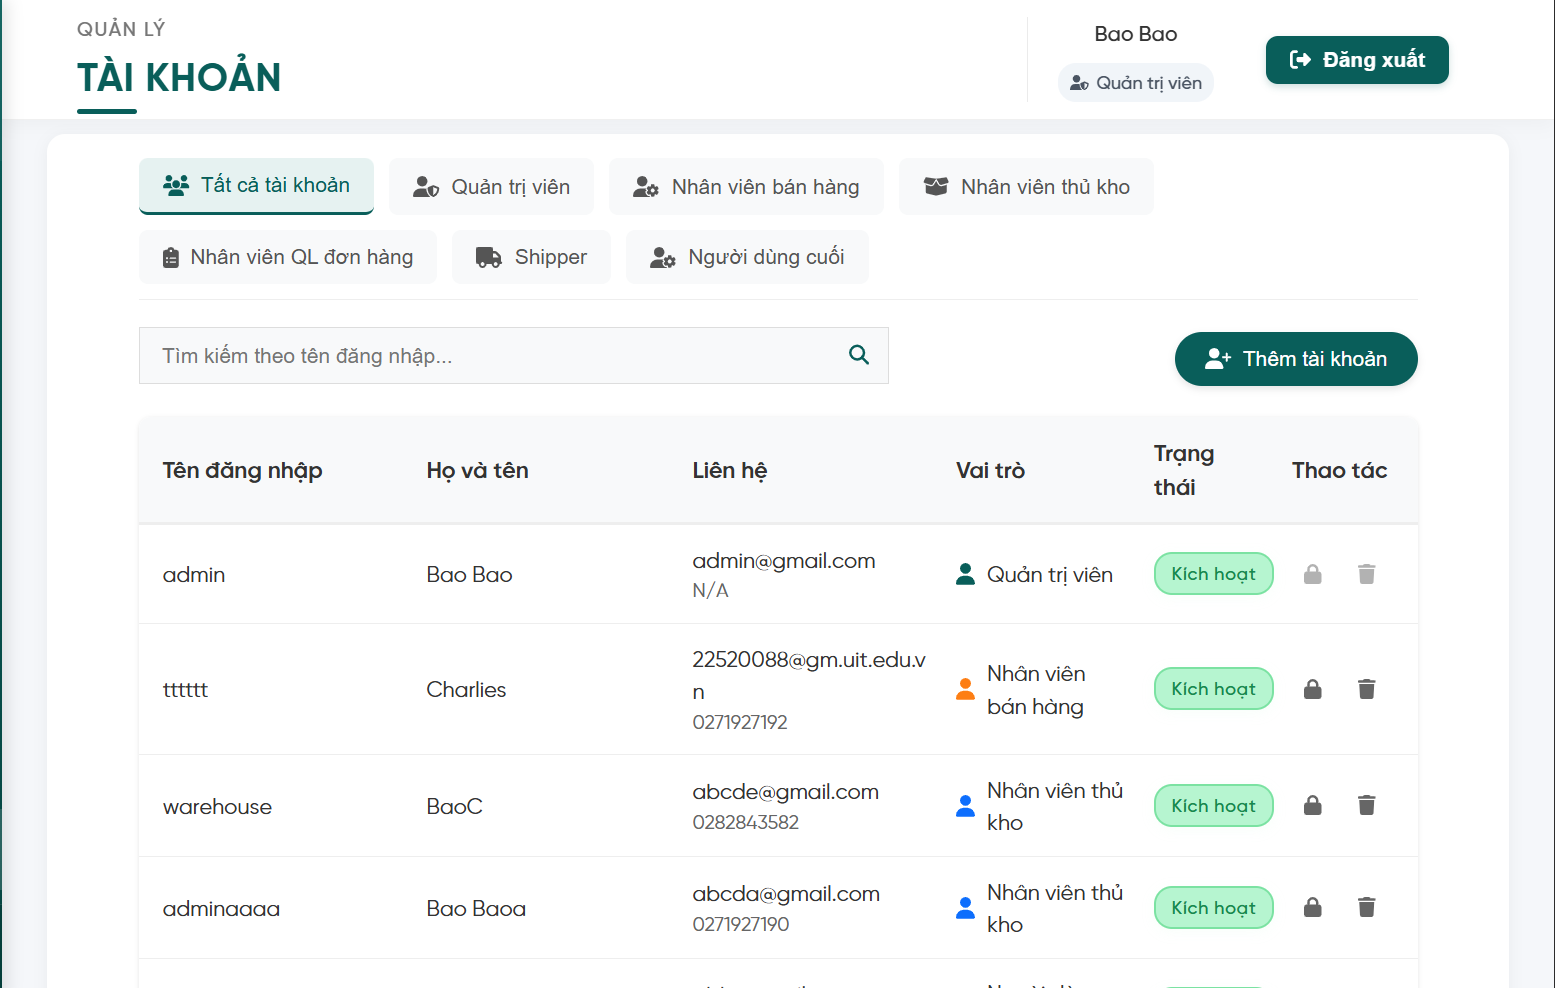 QUẢN LÝ
TÀI KHOẢN
Bao Bao
Quản trị viên
Đăng xuất
Tất cả tài khoản
Quản trị viên
Nhân viên bán hàng
Nhân viên thủ kho
Nhân viên QL đơn hàng
Shipper
Người dùng cuối
Tìm kiếm theo tên đăng nhập...
Thêm tài khoản
Tên đăng nhập
Họ và tên
Liên hệ
Vai trò
Trạng
thái
Thao tác
admin
Bao Bao
admin@gmail.com
N/A
Quản trị viên
Kích hoạt
tttttt
Charlies
22520088@gm.uit.edu.v
n
0271927192
Nhân viên
bán hàng
Kích hoạt
warehouse
BaoC
abcde@gmail.com
0282843582
Nhân viên thủ
kho
Kích hoạt
adminaaaa
Bao Baoa
abcda@gmail.com
0271927190
Nhân viên thủ
kho
Kích hoạt